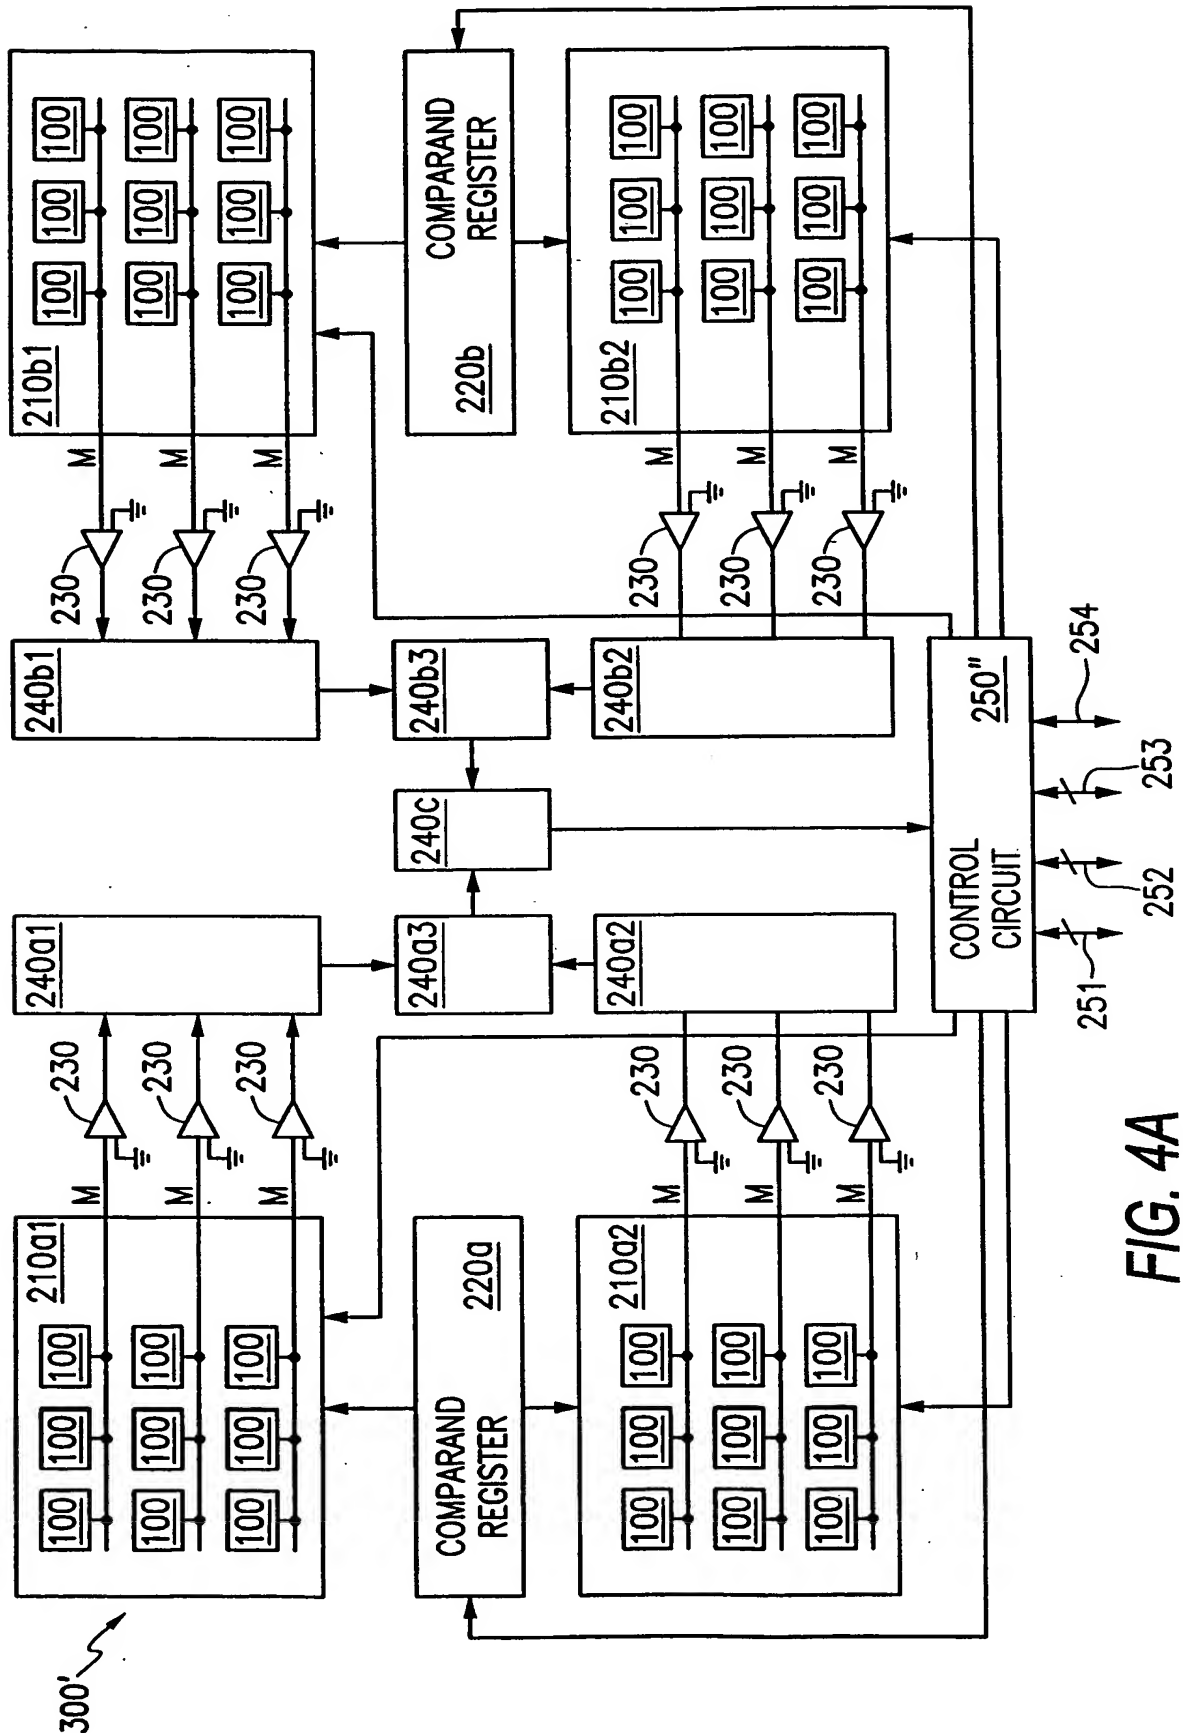 300'
210a1
100 100 100
100 100 100
100 100 100
M
M
M
230
230
230
240a1
240b1
230
230
230
M
M
M
210b1
100 100 100
100 100 100
100 100 100
COMPARAND
REGISTER
220a
240a3
240c
240b3
220b
COMPARAND
REGISTER
210a2
100 100 100
100 100 100
100 100 100
M
M
M
230
230
230
240a2
240b2
230
230
230
M
M
M
210b2
100 100 100
100 100 100
100 100 100
CONTROL
CIRCUIT
250"
251
252
253
254
FIG. 4A